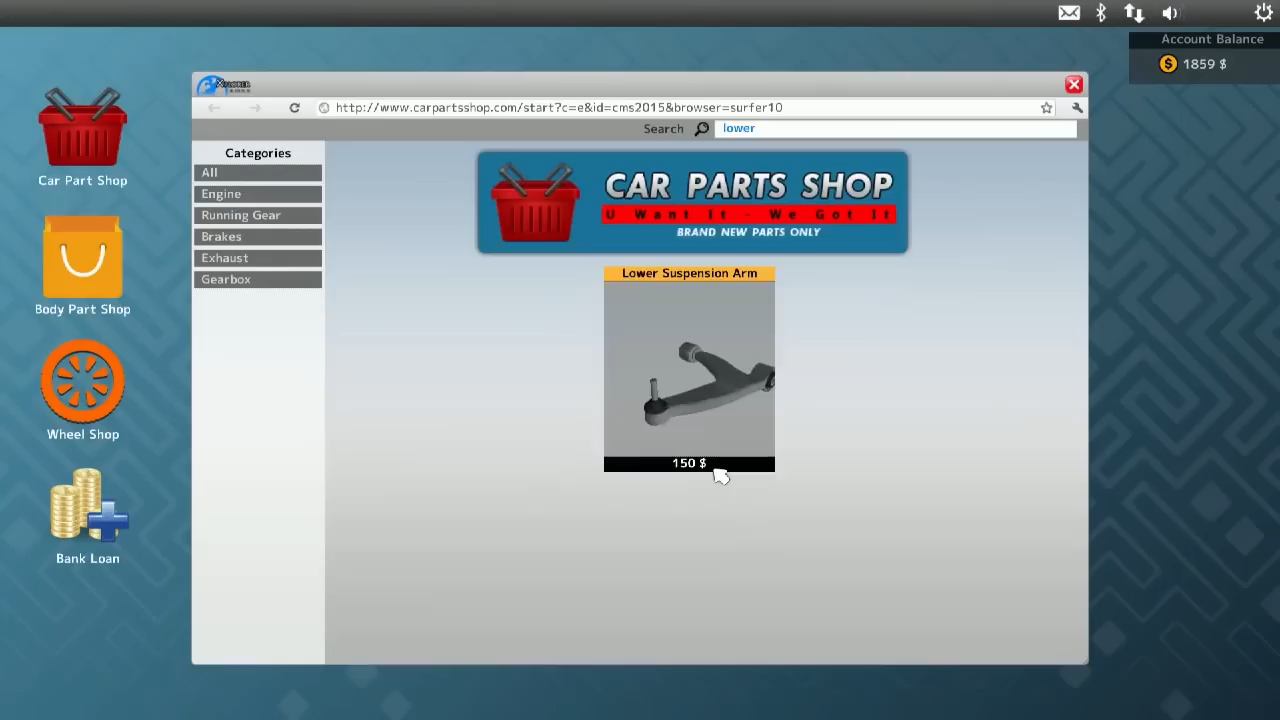 Account Balance
1859 $
http://www.carpartsshop.com/start?c=e&id=cms2015&browser=surfer10
Search
lower
Categories
All
Engine
Running Gear
Brakes
Exhaust
Gearbox
CAR PARTS SHOP
U Want It - We Got It
BRAND NEW PARTS ONLY
Lower Suspension Arm
150 $
Car Part Shop
Body Part Shop
Wheel Shop
Bank Loan